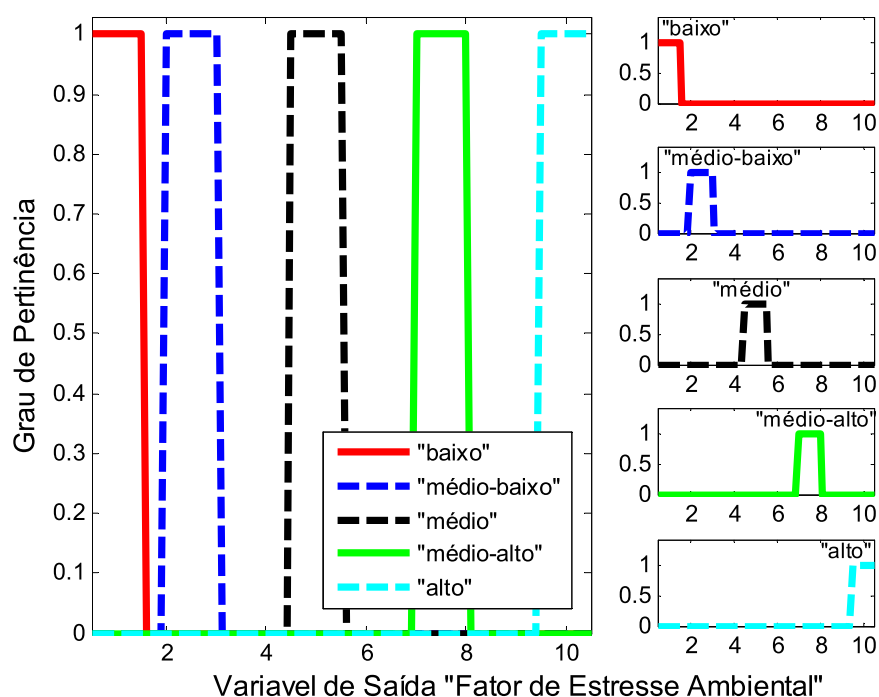 1
0.9
0.8
0.7
0.6
0.5
0.4
0.3
0.2
0.1
0
2 4 6 8 10
Grau de Pertinência
Variavel de Saída "Fator de Estresse Ambiental"
"baixo"
"médio-baixo"
"médio"
"médio-alto"
"alto"
"baixo"
1
0.5
0
2 4 6 8 10
"médio-baixo"
1
0.5
0
2 4 6 8 10
"médio"
1
0.5
0
2 4 6 8 10
"médio-alto"
1
0.5
0
2 4 6 8 10
"alto"
1
0.5
0
2 4 6 8 10